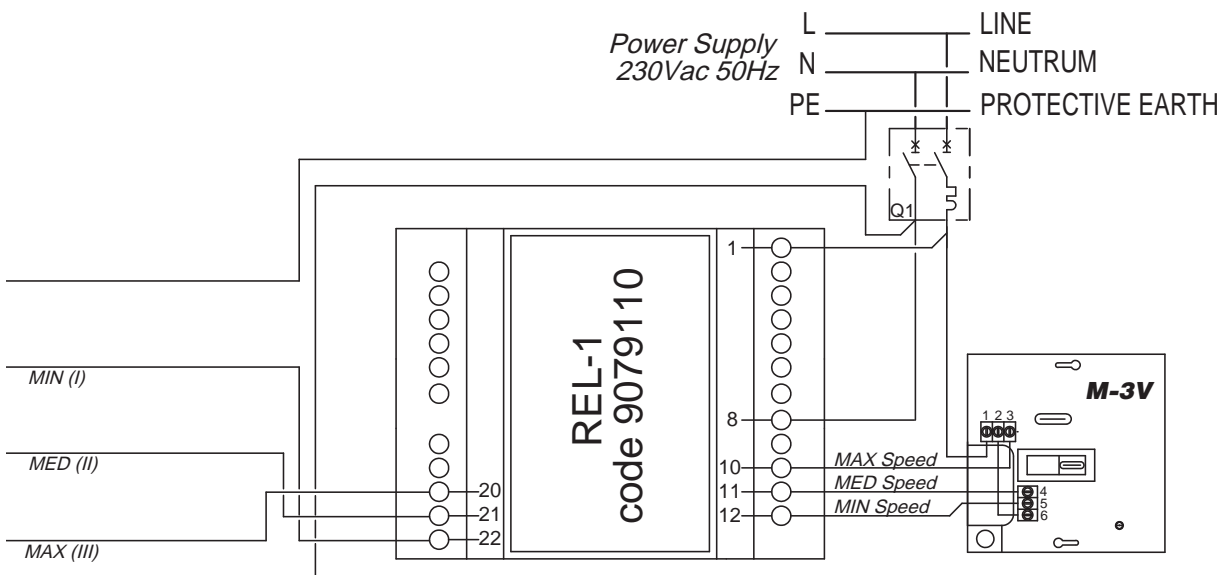 L LINE
Power Supply
230Vac 50Hz
N NEUTRUM
PE PROTECTIVE EARTH
Q1
1
REL-1
code 9079110
MIN (I)
M-3V
8
1 2 3
MED (II)
10
MAX Speed
20
11
MED Speed
4
21
12
MIN Speed
5
22
6
MAX (III)